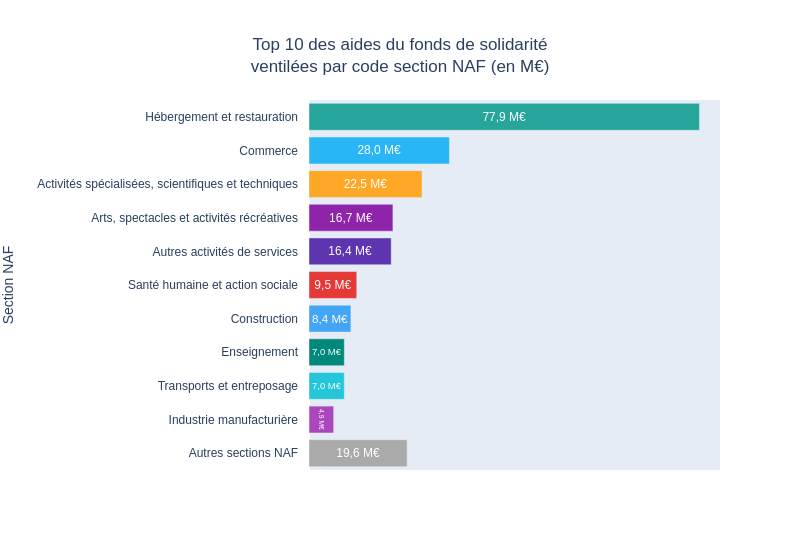 Top 10 des aides du fonds de solidarité
ventilées par code section NAF (en M€)
Section NAF
Hébergement et restauration 77,9 M€
Commerce 28,0 M€
Activités spécialisées, scientifiques et techniques 22,5 M€
Arts, spectacles et activités récréatives 16,7 M€
Autres activités de services 16,4 M€
Santé humaine et action sociale 9,5 M€
Construction 8,4 M€
Enseignement 7,0 M€
Transports et entreposage 7,0 M€
Industrie manufacturière 4,9 M€
Autres sections NAF 19,6 M€